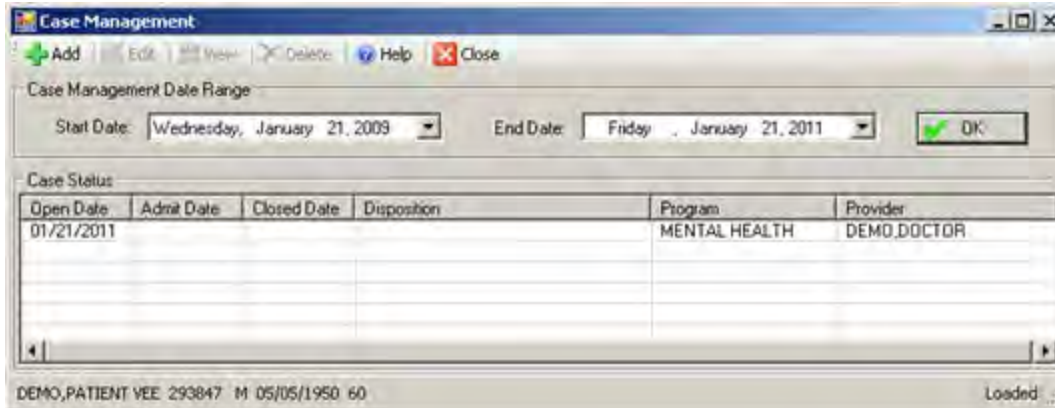 Case Management
Add Edit View Delete Help Close
Case Management Date Range
Start Date: Wednesday, January 21, 2009 End Date: Friday , January 21, 2011 OK
Case Status
Open Date Admit Date Closed Date Disposition Program Provider
01/21/2011 MENTAL HEALTH DEMO,DOCTOR
DEMO,PATIENT VEE 293847 M 05/05/1950 60 Loaded